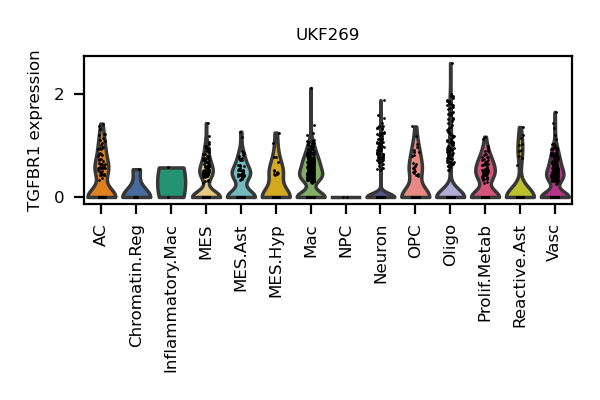 UKF269
TGFBR1 expression
2
0
AC
Chromatin.Reg
Inflammatory.Mac
MES
MES.Ast
MES.Hyp
Mac
NPC
Neuron
OPC
Oligo
Prolif.Metab
Reactive.Ast
Vasc